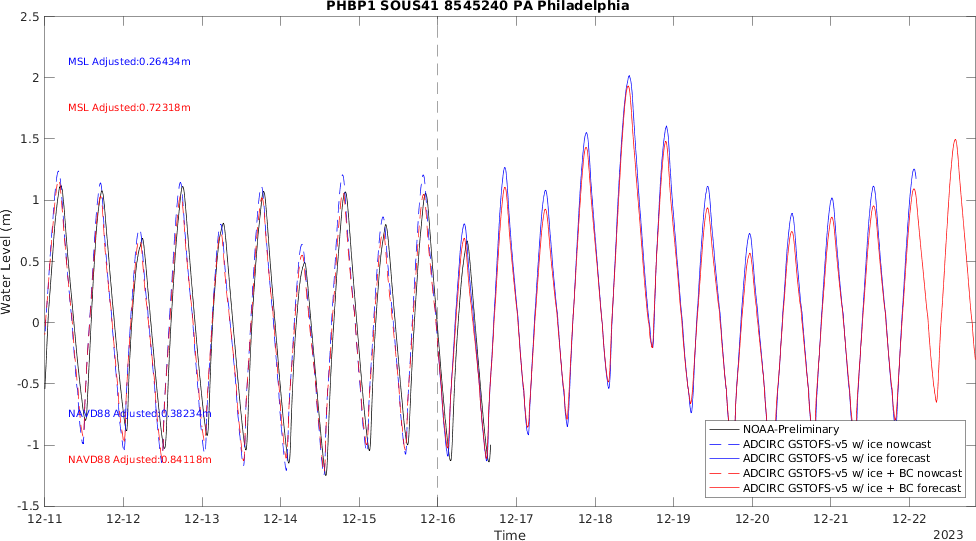 PHBP1 SOUS41 8545240 PA Philadelphia
2.5
2
1.5
1
0.5
0
-0.5
-1
-1.5
Water Level (m)
MSL Adjusted:0.26434m
MSL Adjusted:0.72318m
NAVD88 Adjusted:0.38234m
NAVD88 Adjusted:0.84118m
NOAA-Preliminary
ADCIRC GSTOFS-v5 w/ ice nowcast
ADCIRC GSTOFS-v5 w/ ice forecast
ADCIRC GSTOFS-v5 w/ ice + BC nowcast
ADCIRC GSTOFS-v5 w/ ice + BC forecast
12-11 12-12 12-13 12-14 12-15 12-16 12-17 12-18 12-19 12-20 12-21 12-22
Time
2023